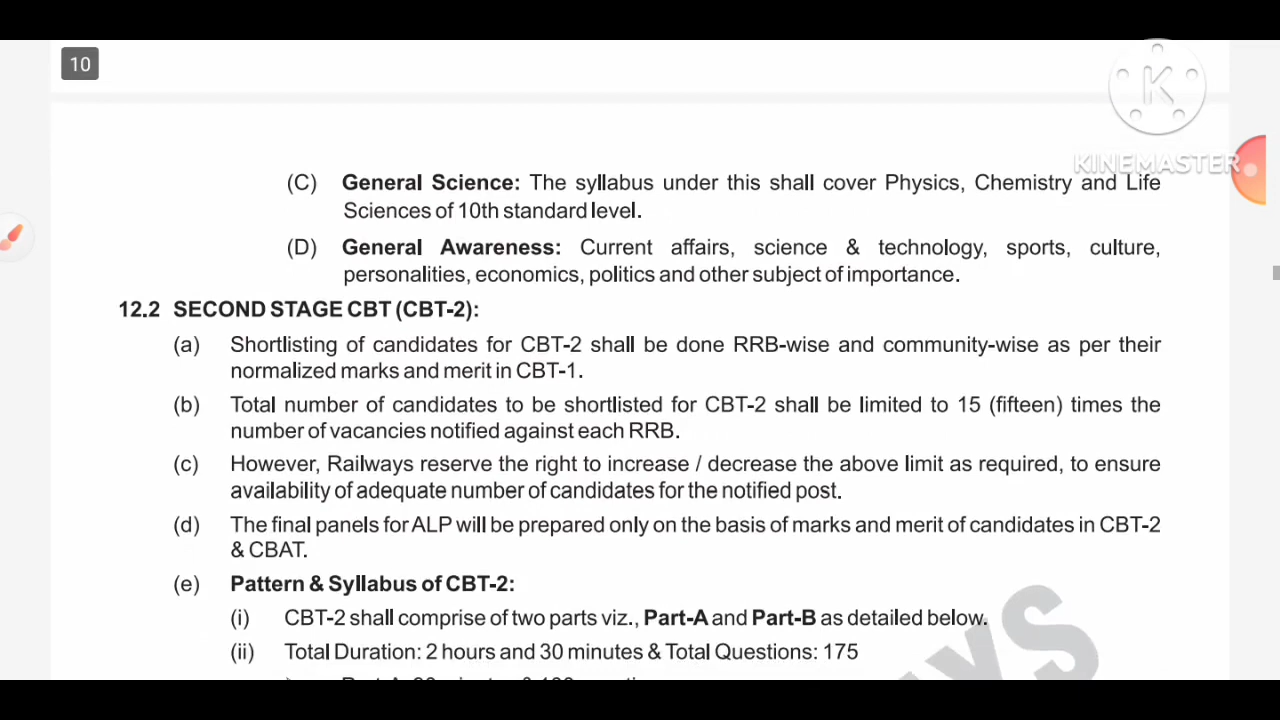 10
K
KINEMASTER
(C) General Science: The syllabus under this shall cover Physics, Chemistry and Life
Sciences of 10th standard level.
(D) General Awareness: Current affairs, science & technology, sports, culture,
personalities, economics, politics and other subject of importance.
12.2 SECOND STAGE CBT (CBT-2):
(a) Shortlisting of candidates for CBT-2 shall be done RRB-wise and community-wise as per their
normalized marks and merit in CBT-1.
(b) Total number of candidates to be shortlisted for CBT-2 shall be limited to 15 (fifteen) times the
number of vacancies notified against each RRB.
(c) However, Railways reserve the right to increase / decrease the above limit as required, to ensure
availability of adequate number of candidates for the notified post.
(d) The final panels for ALP will be prepared only on the basis of marks and merit of candidates in CBT-2
& CBAT.
(e) Pattern & Syllabus of CBT-2:
(i) CBT-2 shall comprise of two parts viz., Part-A and Part-B as detailed below.
(ii) Total Duration: 2 hours and 30 minutes & Total Questions: 175